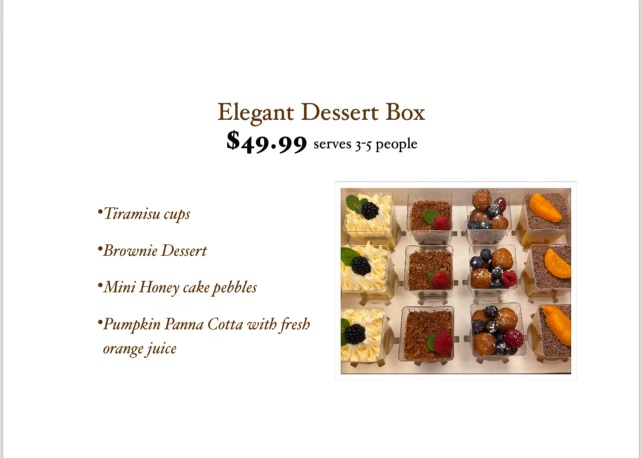 Elegant Dessert Box
$49.99 serves 3-5 people
•Tiramisu cups
•Brownie Dessert
•Mini Honey cake pebbles
•Pumpkin Panna Cotta with fresh
orange juice